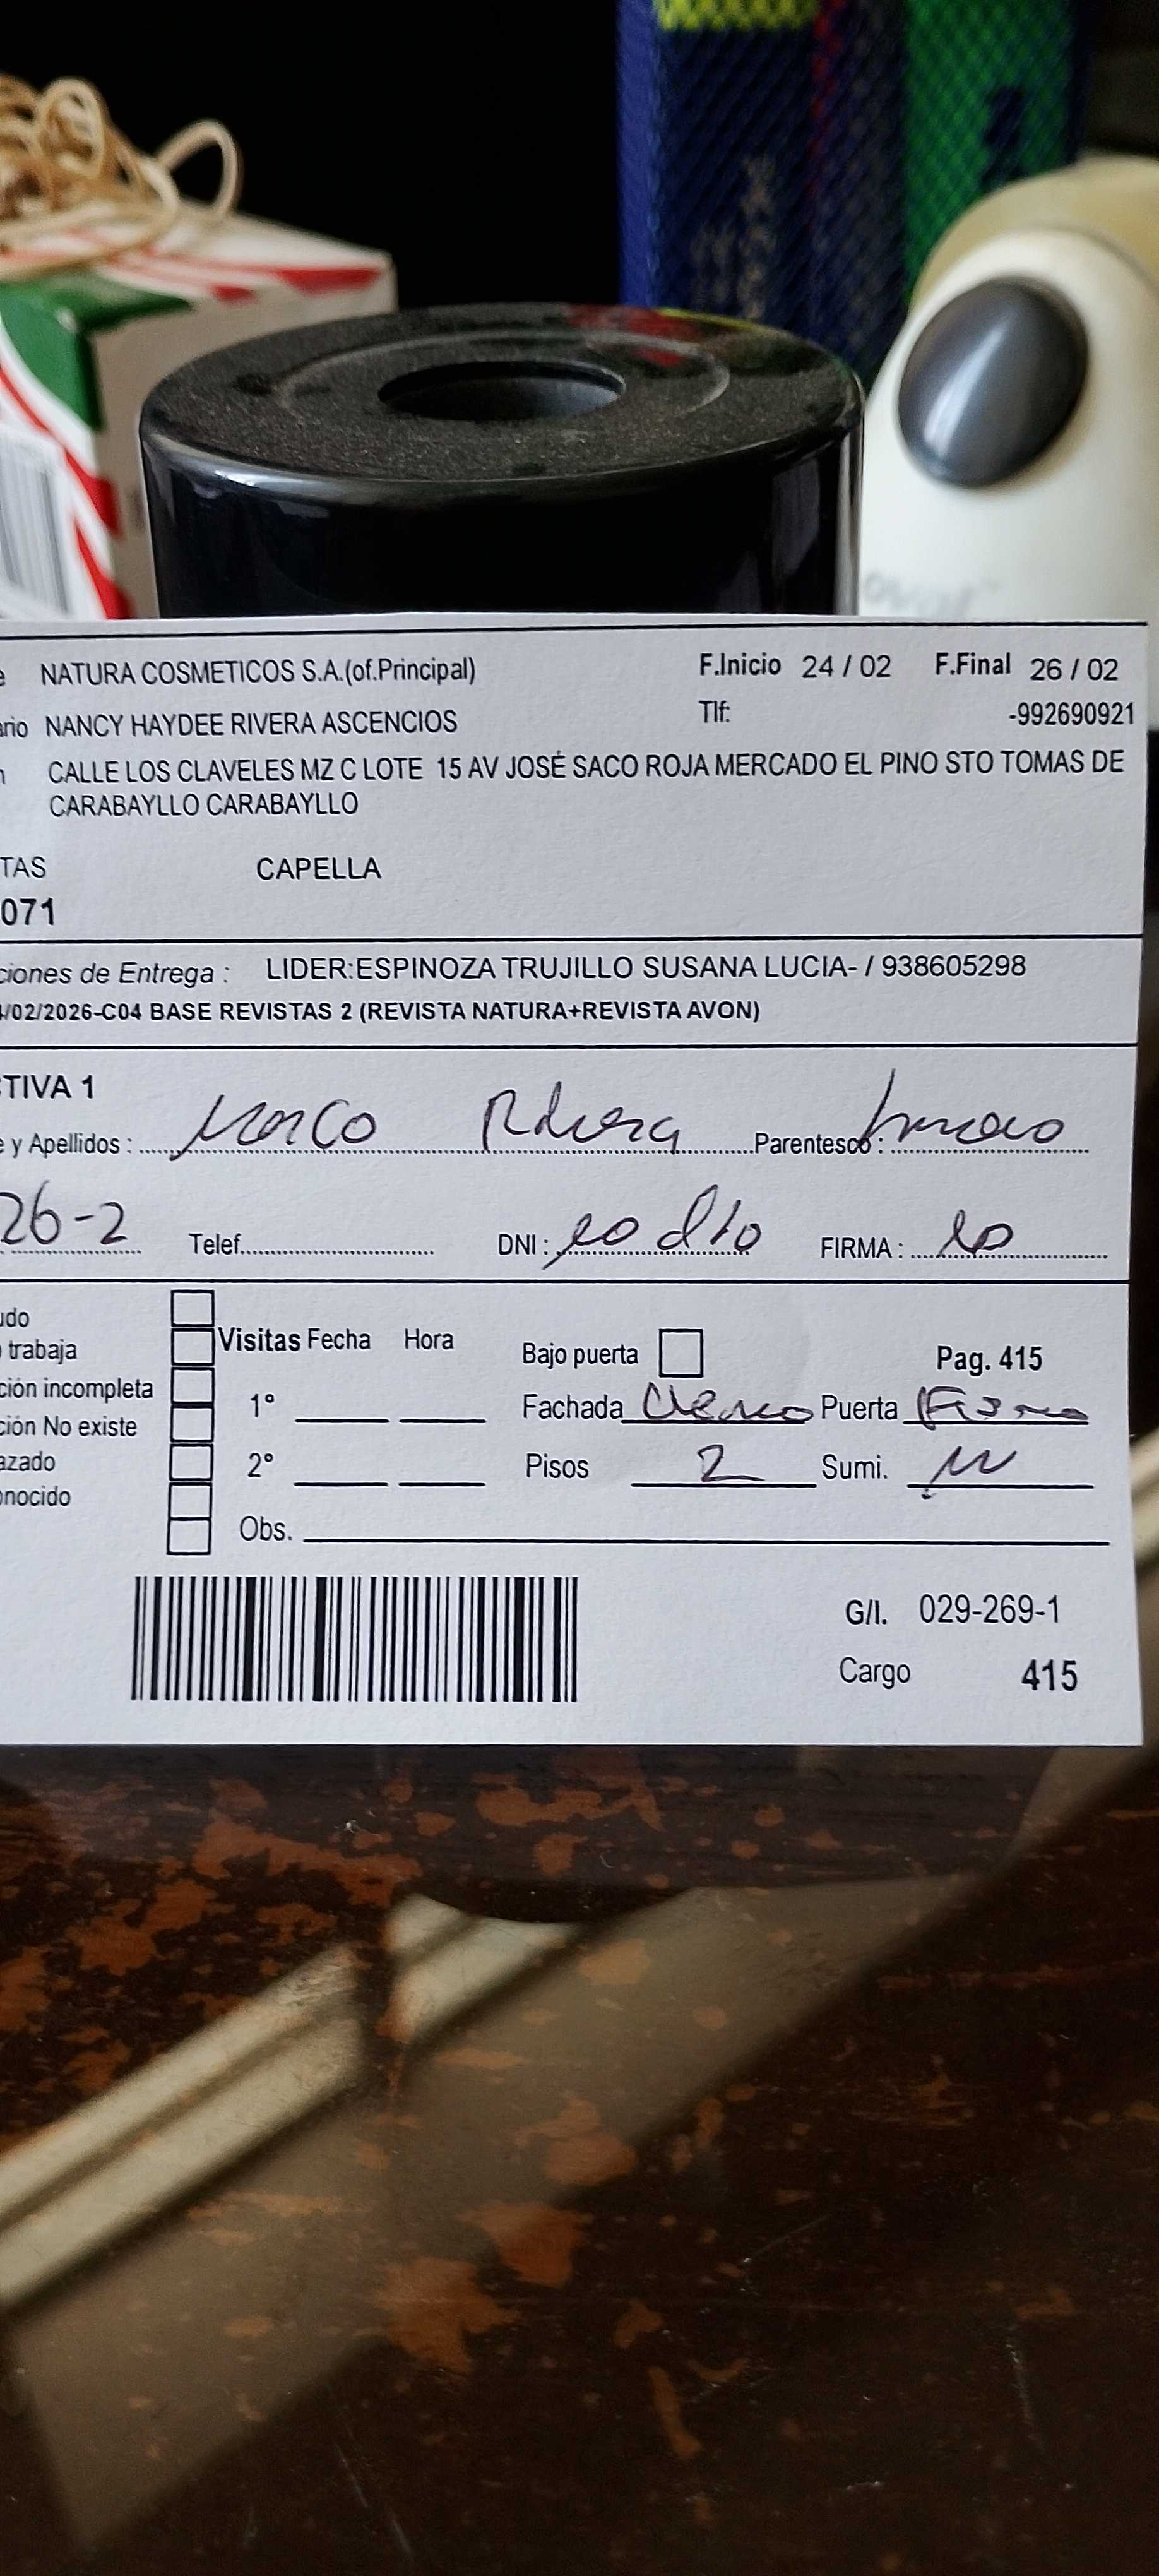 NATURA COSMETICOS S.A.(of.Principal) F.Inicio 24 / 02 F.Final 26 / 02
ario NANCY HAYDEE RIVERA ASCENCIOS Tlf: -992690921
CALLE LOS CLAVELES MZ C LOTE 15 AV JOSÉ SACO ROJA MERCADO EL PINO STO TOMAS DE
CARABAYLLO CARABAYLLO
TAS CAPELLA
071
ciones de Entrega : LIDER:ESPINOZA TRUJILLO SUSANA LUCIA- / 938605298
/02/2026-C04 BASE REVISTAS 2 (REVISTA NATURA+REVISTA AVON)
TIVA 1
e y Apellidos : Marco Rivera Parentesco :
26-2 Telef. DNI : FIRMA :
udo
trabaja Visitas Fecha Hora Bajo puerta Pag. 415
ción incompleta 1° Fachada Puerta
ción No existe
azado 2° Pisos 2 Sumi.
onocido
Obs.
G/I. 029-269-1
Cargo 415